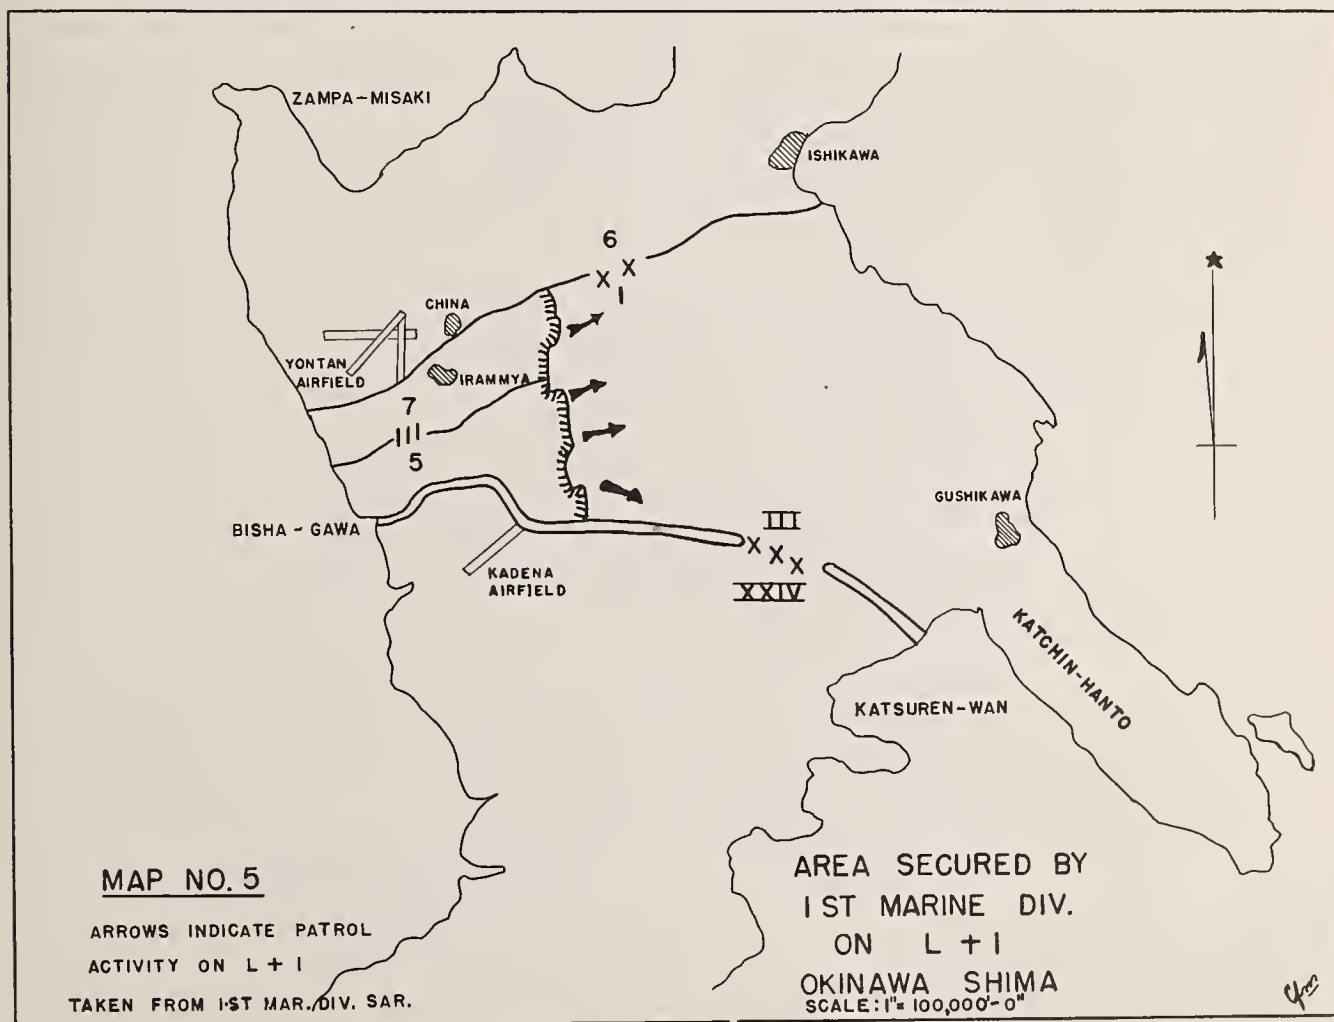 ZAMPA-MISAKI
ISHIKAWA
6
X X
1
CHINA
YONTAN
AIRFIELD
IRAMMYA
7
III
5
BISHA-GAWA
KADENA
AIRFIELD
III
X X X
XXIV
GUSHIKAWA
KATCHIN-HANTO
KATSUREN-WAN
MAP NO. 5
ARROWS INDICATE PATROL
ACTIVITY ON L+1
TAKEN FROM 1ST MAR. DIV. SAR.
AREA SECURED BY
1ST MARINE DIV.
ON L+1
OKINAWA SHIMA
SCALE: 1"= 100,000'-0"